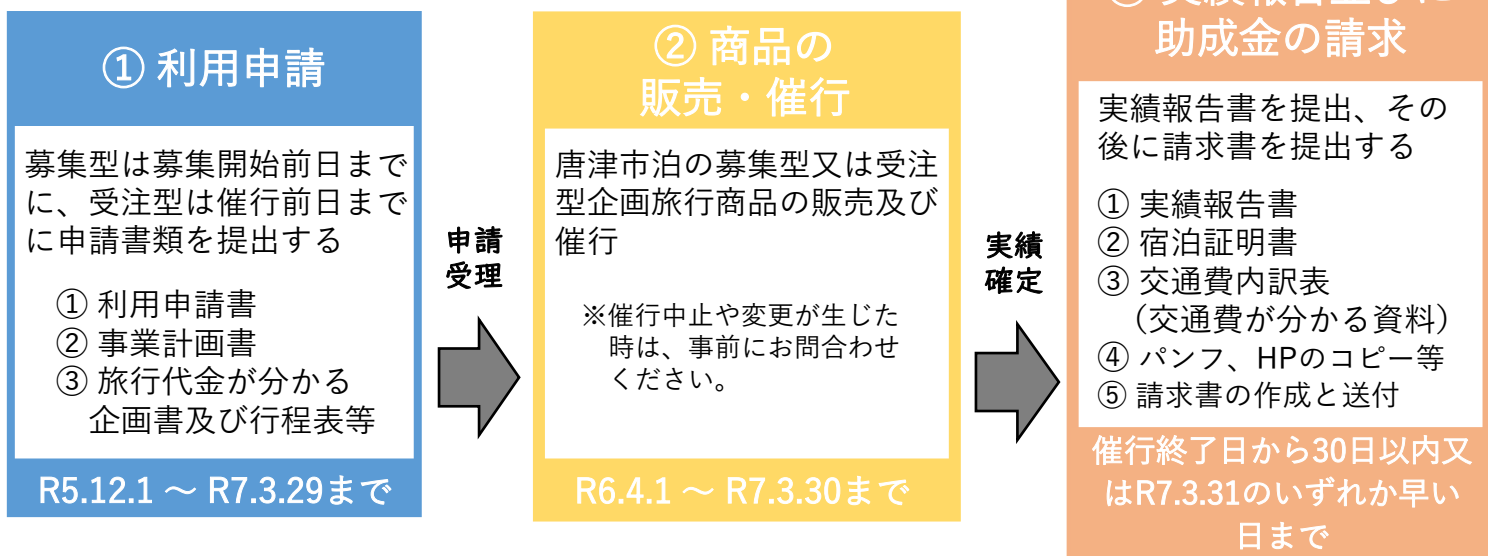 ① 利用申請
募集型は募集開始前日まで
に、受注型は催行前日まで
に申請書類を提出する
① 利用申請書
② 事業計画書
③ 旅行代金が分かる
企画書及び行程表等
R5.12.1 ～ R7.3.29まで
申請
受理
② 商品の
販売・催行
唐津市泊の募集型又は受注
型企画旅行商品の販売及び
催行
※催行中止や変更が生じた
時は、事前にお問合わせ
ください。
R6.4.1 ～ R7.3.30まで
実績
確定
助成金の請求
実績報告書を提出、その
後に請求書を提出する
① 実績報告書
② 宿泊証明書
③ 交通費内訳表
（交通費が分かる資料）
④ パンフ、HPのコピー等
⑤ 請求書の作成と送付
催行終了日から30日以内又
はR7.3.31のいずれか早い
日まで